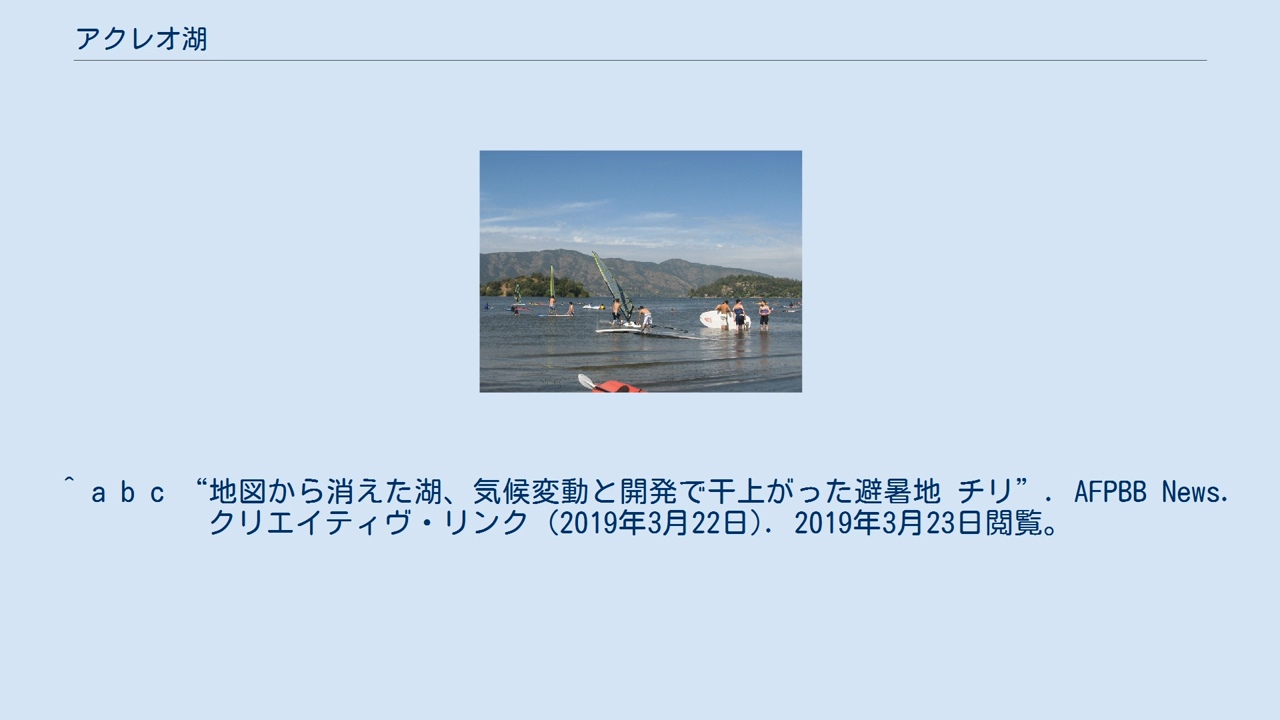 アクレオ湖
^ a b c “地図から消えた湖、気候変動と開発で干上がった避暑地 チリ”. AFPBB News.
クリエイティヴ・リンク (2019年3月22日). 2019年3月23日閲覧。